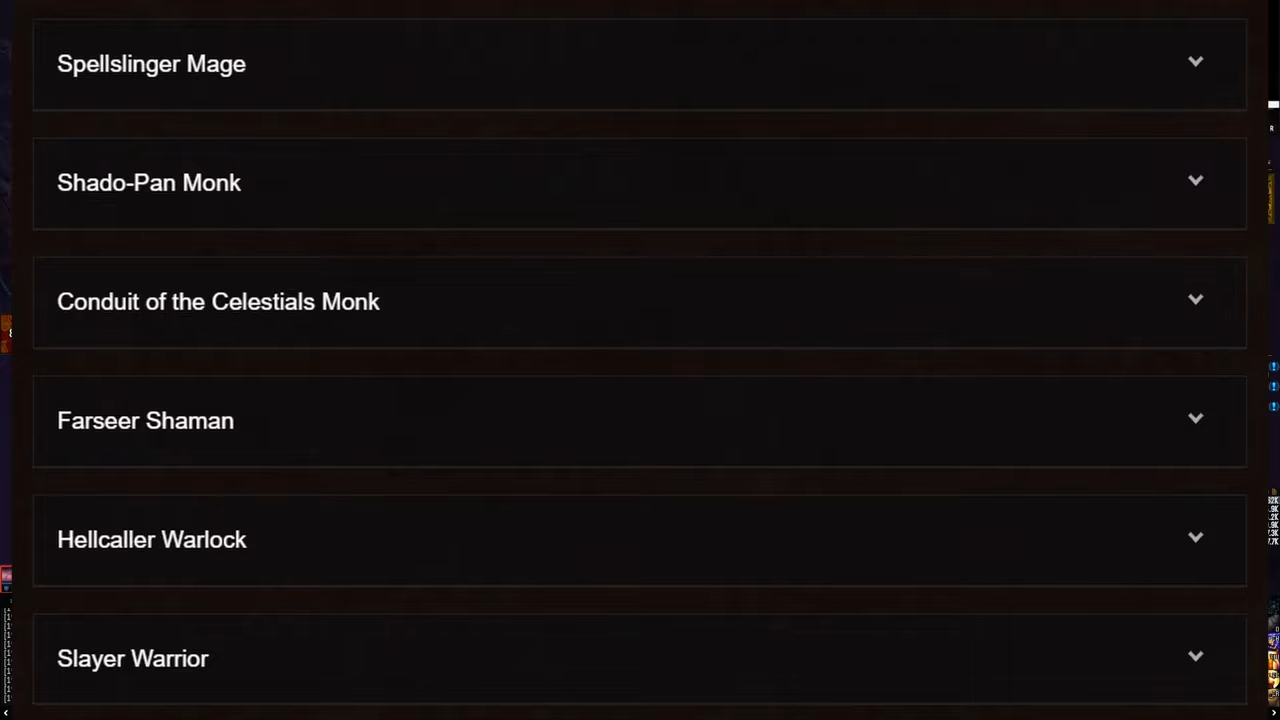 Spellslinger Mage
Shado-Pan Monk
Conduit of the Celestials Monk
Farseer Shaman
Hellcaller Warlock
Slayer Warrior